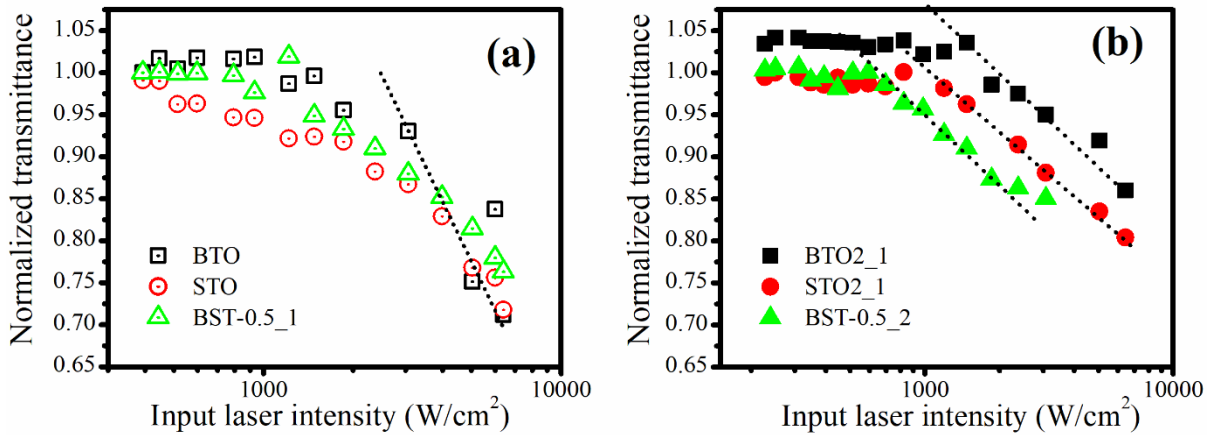 (a)
Normalized transmittance
1.05
1.00
0.95
0.90
0.85
0.80
0.75
0.70
0.65
BTO
STO
BST-0.5_1
1000
10000
Input laser intensity (W/cm²)
(b)
Normalized transmittance
1.05
1.00
0.95
0.90
0.85
0.80
0.75
0.70
0.65
BTO2_1
STO2_1
BST-0.5_2
1000
10000
Input laser intensity (W/cm²)